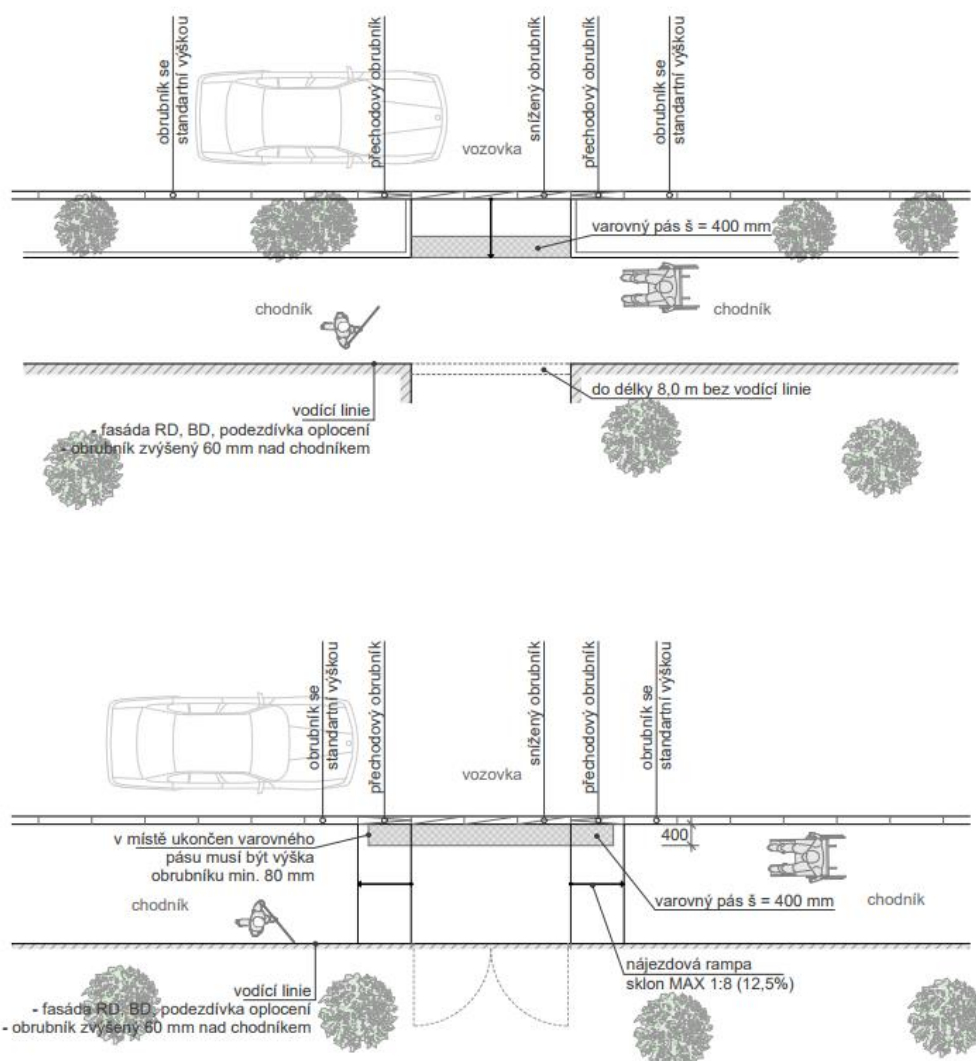 obrubník se
standartní výškou
přechodový obrubník
snížený obrubník
přechodový obrubník
obrubník se
standartní výškou
vozovka
varovný pás š = 400 mm
chodník
chodník
do délky 8,0 m bez vodící linie
vodící linie
- fasáda RD, BD, podezdívka oplocení
- obrubník zvýšený 60 mm nad chodníkem
obrubník se
standartní výškou
přechodový obrubník
snížený obrubník
přechodový obrubník
obrubník se
standartní výškou
vozovka
v místě ukončen varovného
pásu musí být výška
obrubníku min. 80 mm
400
chodník
varovný pás š = 400 mm
chodník
nájezdová rampa
sklon MAX 1:8 (12,5%)
vodící linie
- fasáda RD, BD, podezdívka oplocení
- obrubník zvýšený 60 mm nad chodníkem